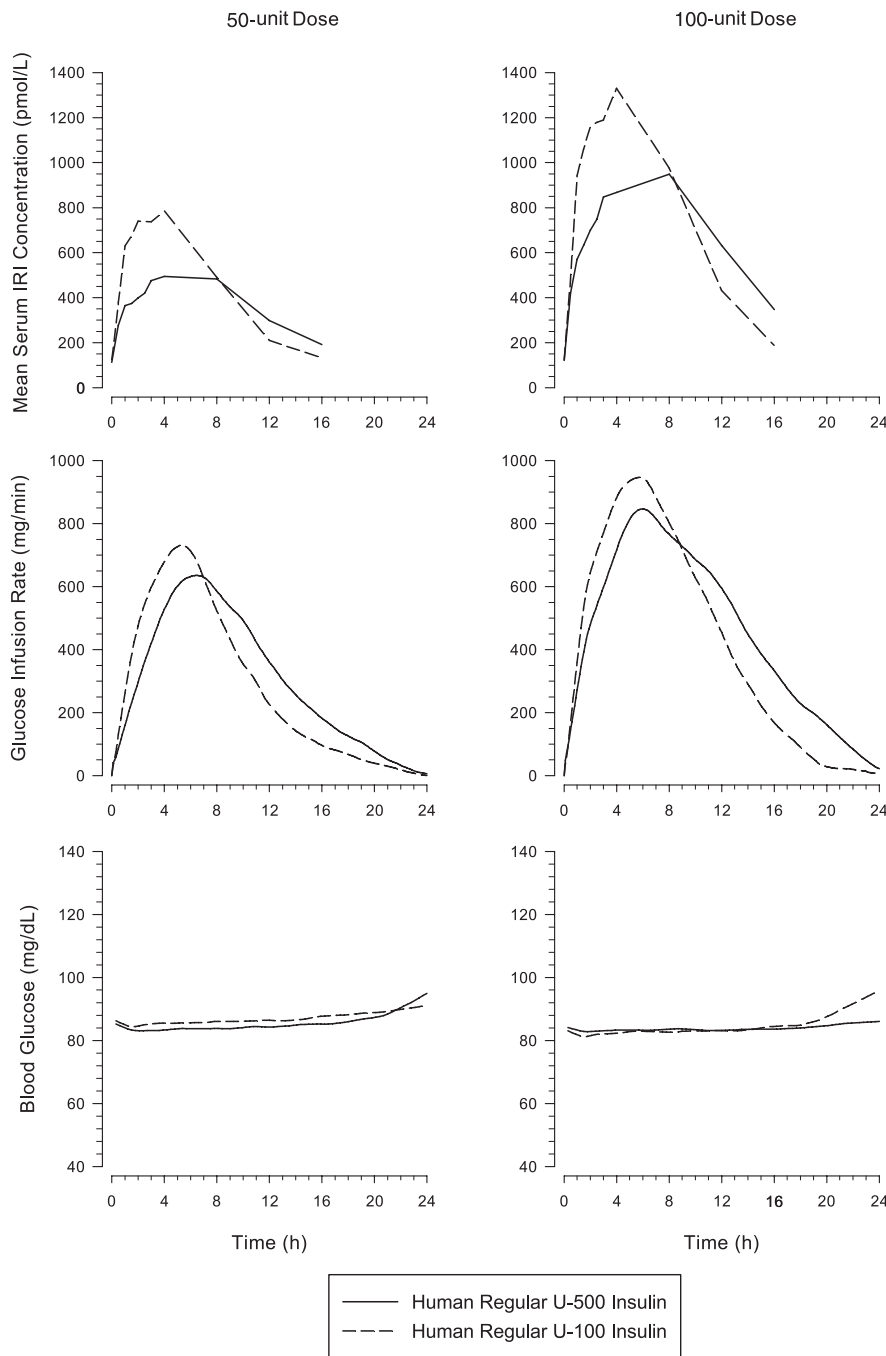 50-unit Dose
100-unit Dose
Mean Serum IRI Concentration (pmol/L)
1400
1200
1000
800
600
400
200
0
0 4 8 12 16 20 24
1400
1200
1000
800
600
400
200
0
0 4 8 12 16 20 24
Glucose Infusion Rate (mg/min)
1000
800
600
400
200
0
0 4 8 12 16 20 24
1000
800
600
400
200
0
0 4 8 12 16 20 24
Blood Glucose (mg/dL)
140
120
100
80
60
40
0 4 8 12 16 20 24
Time (h)
140
120
100
80
60
40
0 4 8 12 16 20 24
Time (h)
Human Regular U-500 Insulin
Human Regular U-100 Insulin